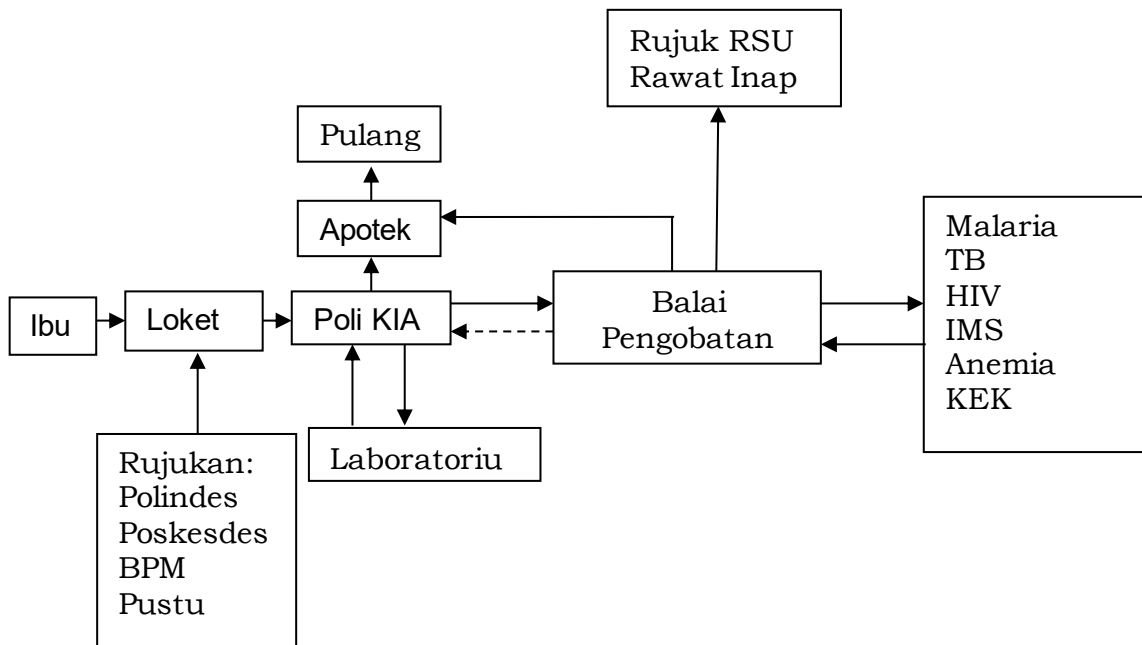 Rujuk RSU
Rawat Inap
Pulang
Apotek
Malaria
TB
HIV
IMS
Anemia
KEK
Ibu
Loket
Poli KIA
Balai
Pengobatan
Laboratoriu
Rujukan:
Polindes
Poskesdes
BPM
Pustu